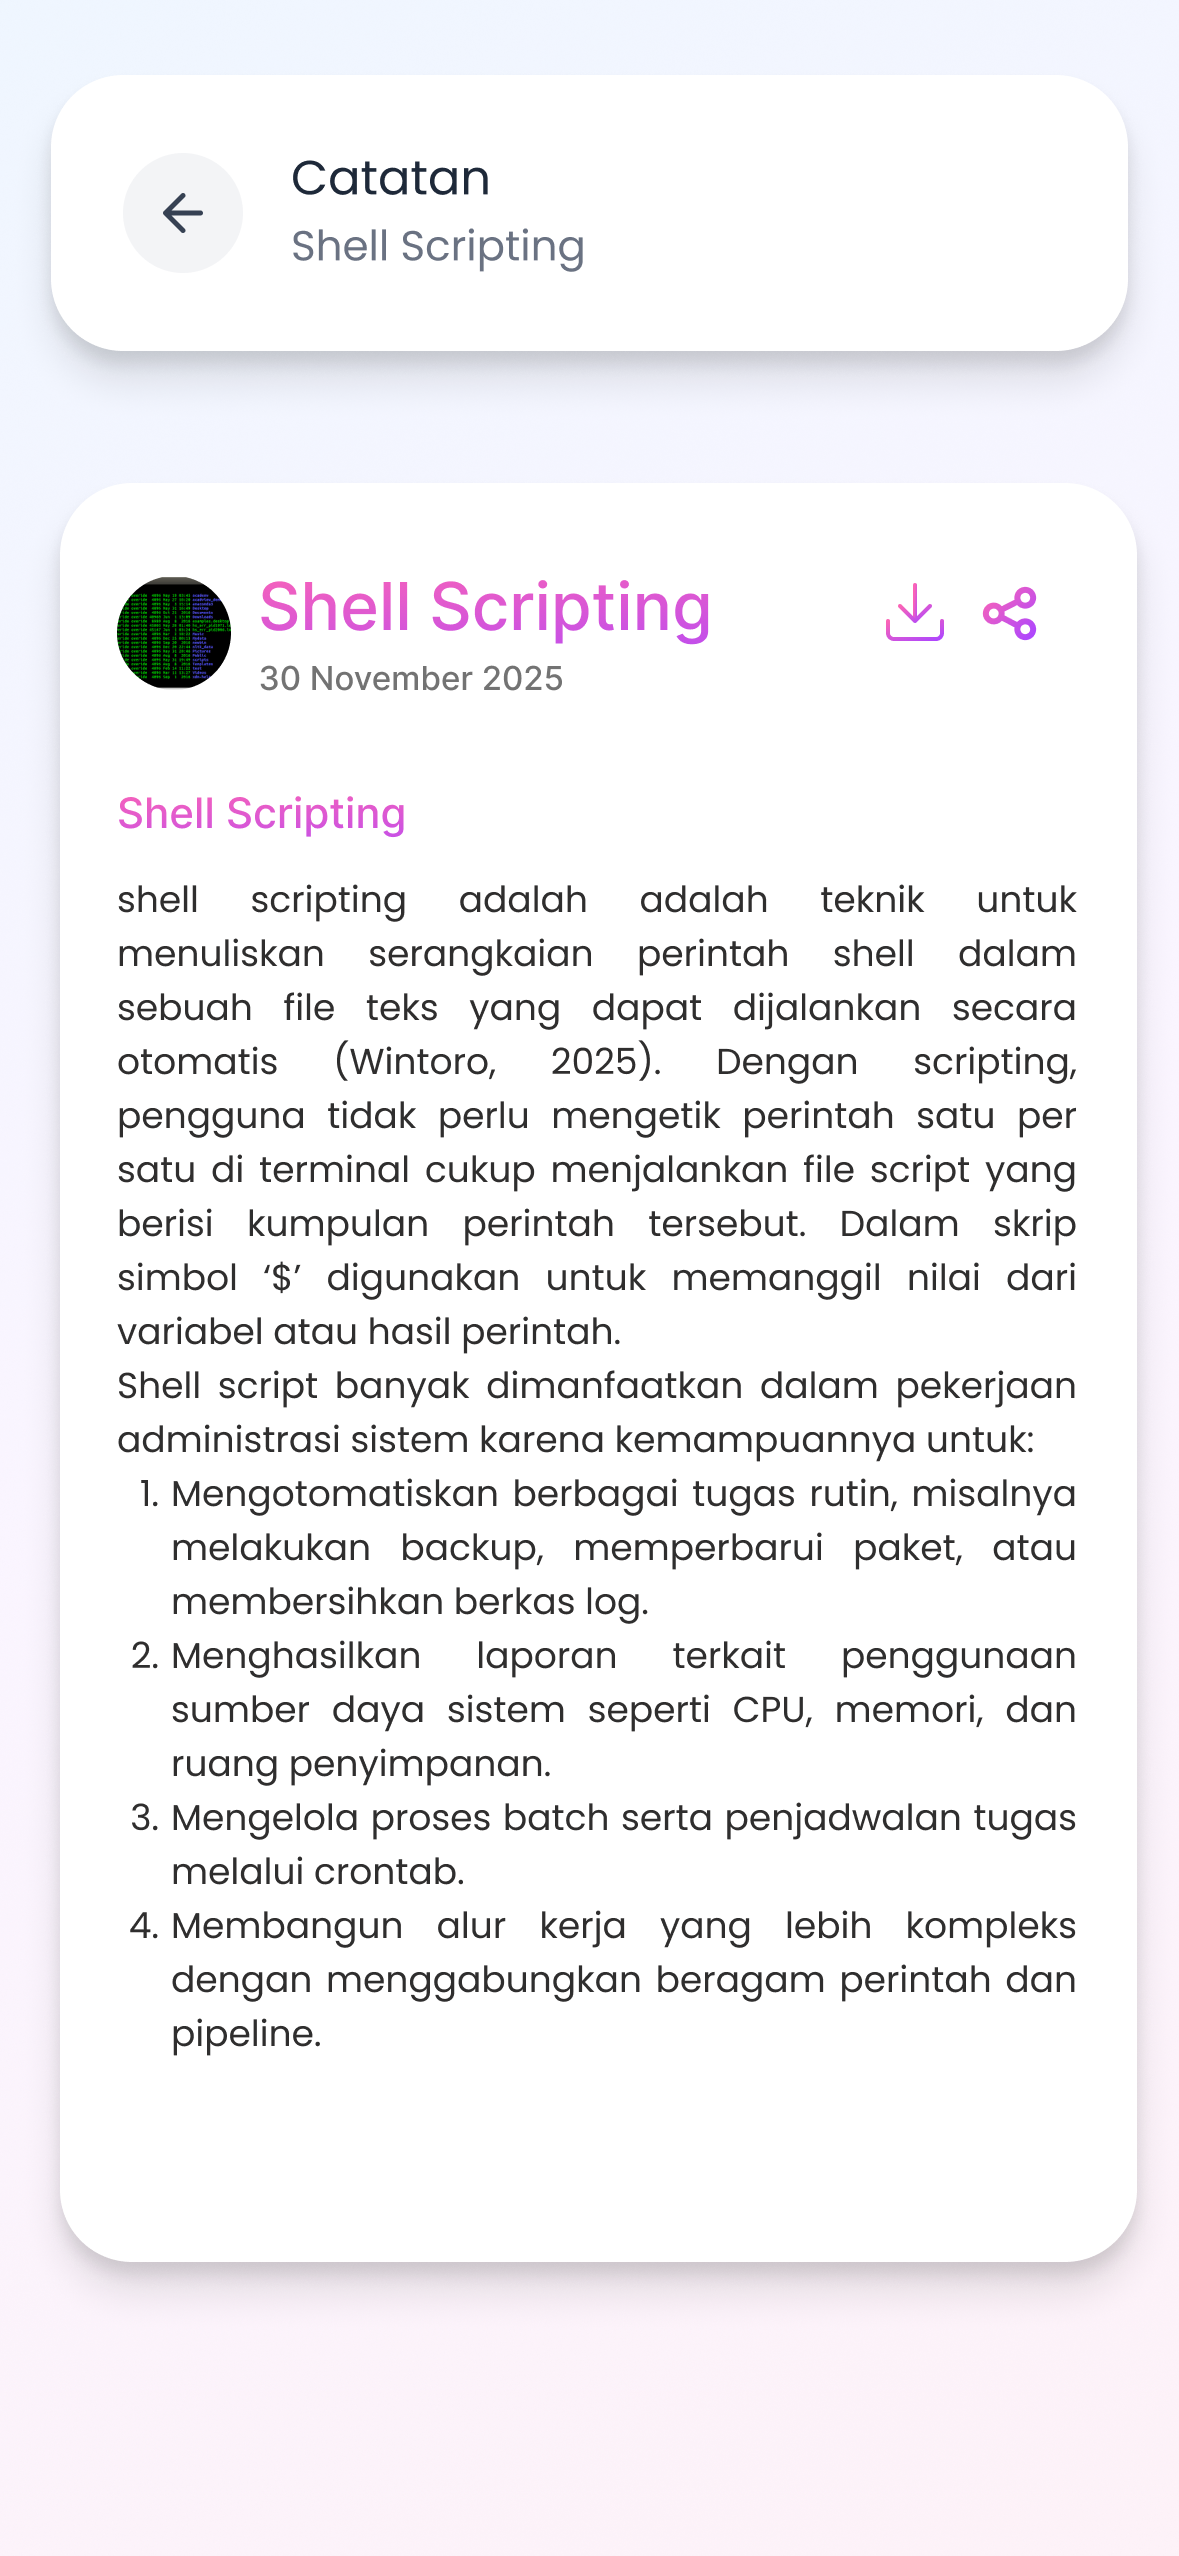 Catatan
Shell Scripting
Shell Scripting
30 November 2025
Shell Scripting
shell scripting adalah adalah teknik untuk
menuliskan serangkaian perintah shell dalam
sebuah file teks yang dapat dijalankan secara
otomatis (Wintoro, 2025). Dengan scripting,
pengguna tidak perlu mengetik perintah satu per
satu di terminal cukup menjalankan file script yang
berisi kumpulan perintah tersebut. Dalam skrip
simbol ‘$’ digunakan untuk memanggil nilai dari
variabel atau hasil perintah.
Shell script banyak dimanfaatkan dalam pekerjaan
administrasi sistem karena kemampuannya untuk:
1. Mengotomatiskan berbagai tugas rutin, misalnya
melakukan backup, memperbarui paket, atau
membersihkan berkas log.
2. Menghasilkan laporan terkait penggunaan
sumber daya sistem seperti CPU, memori, dan
ruang penyimpanan.
3. Mengelola proses batch serta penjadwalan tugas
melalui crontab.
4. Membangun alur kerja yang lebih kompleks
dengan menggabungkan beragam perintah dan
pipeline.